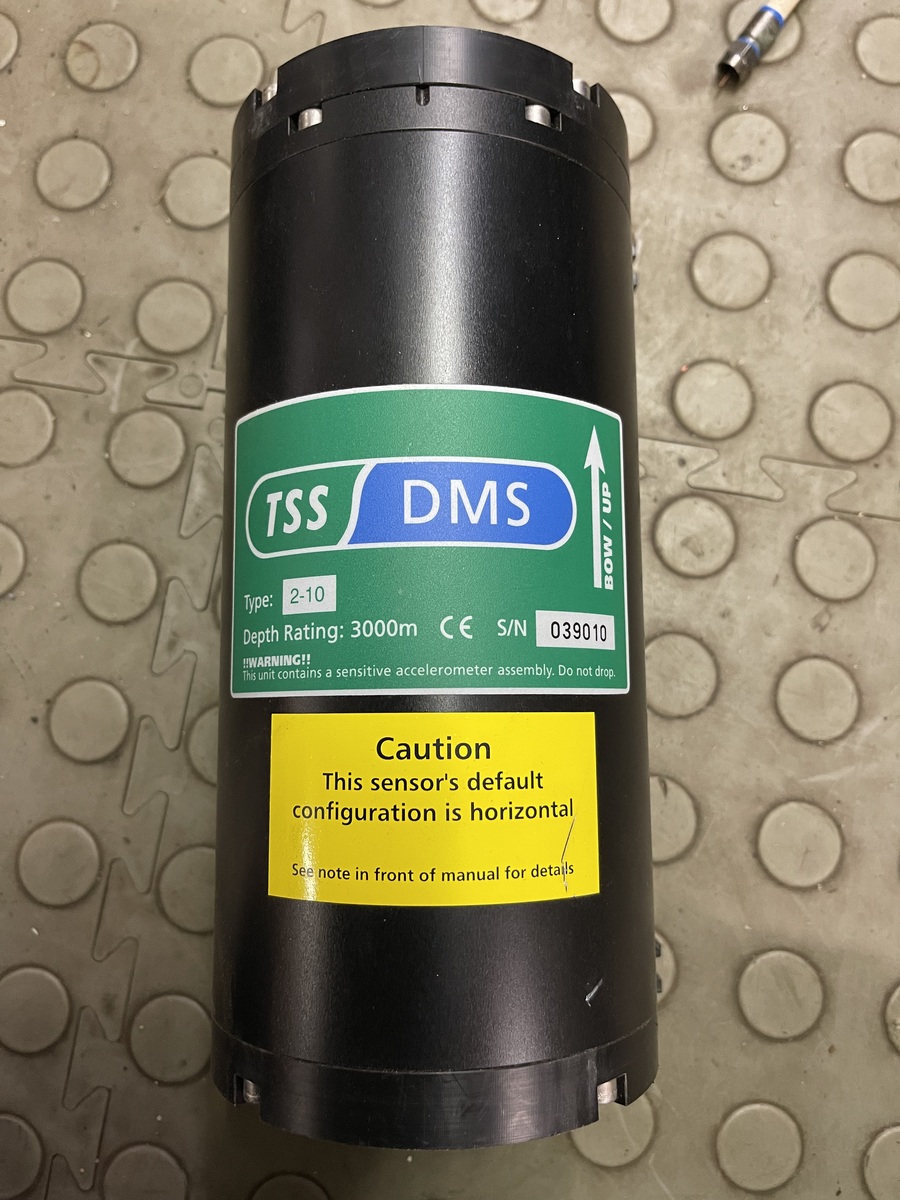 TSS DMS
BOW / UP
Type: 2-10
Depth Rating: 3000m CE S/N 039010
!!WARNING!!
This unit contains a sensitive accelerometer assembly. Do not drop.
Caution
This sensor's default
configuration is horizontal
See note in front of manual for details